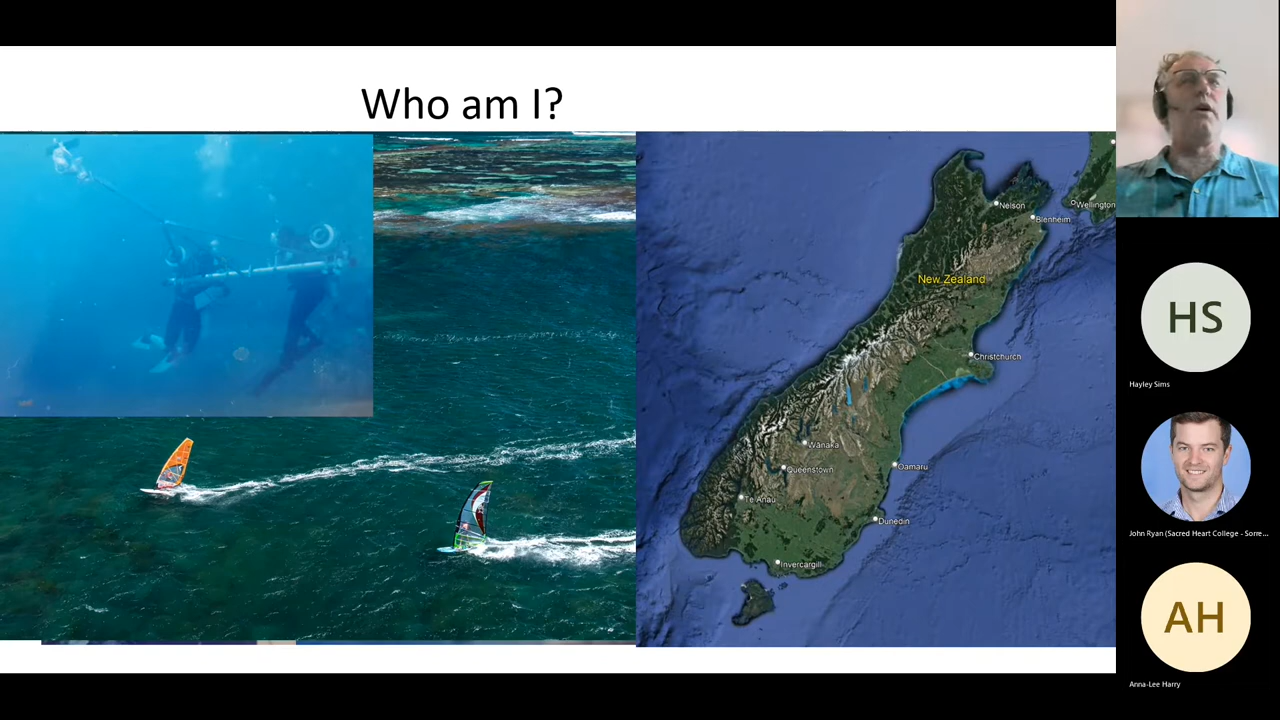 Who am I?
Nelson
Wellington
Blenheim
New Zealand
Christchurch
Wānaka
Queenstown
Oamaru
Te Anau
Dunedin
Invercargill
HS
Hayley Sims
John Ryan (Sacred Heart College - Sorre...
AH
Anna-Lee Harry